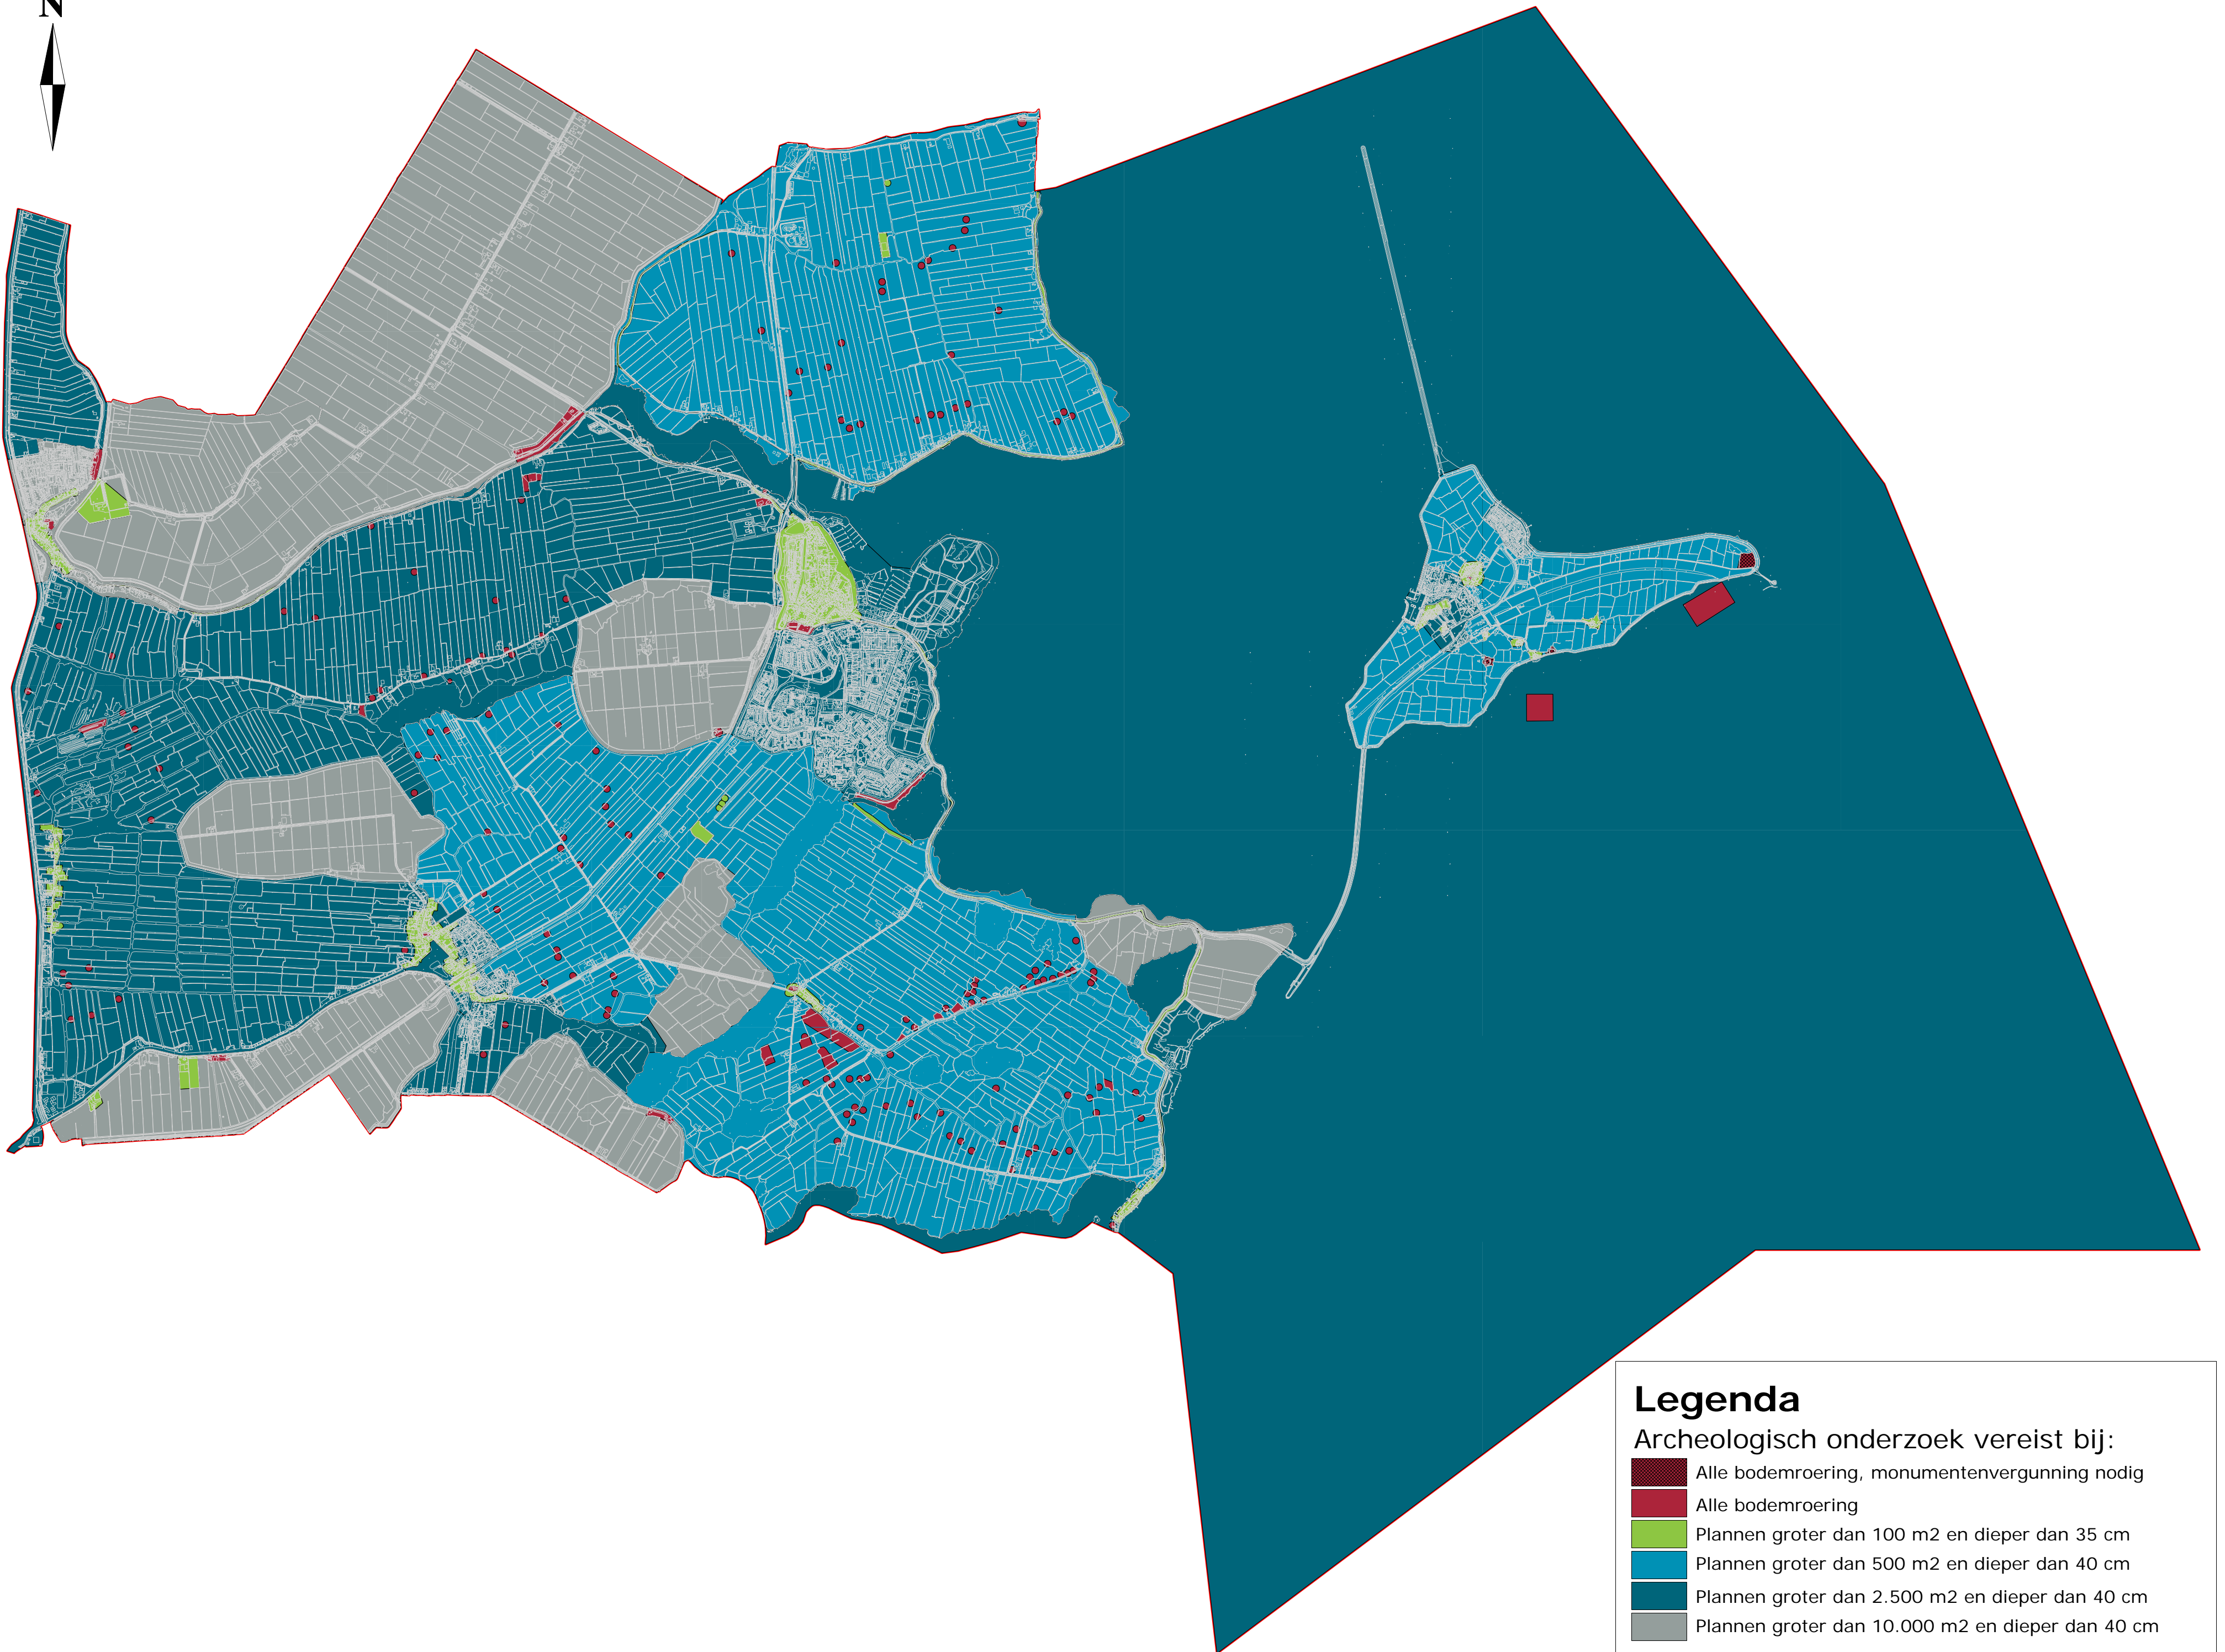 N
Legenda
Archeologisch onderzoek vereist bij:
Alle bodemroering, monumentenvergunning nodig
Alle bodemroering
Plannen groter dan 100 m2 en dieper dan 35 cm
Plannen groter dan 500 m2 en dieper dan 40 cm
Plannen groter dan 2.500 m2 en dieper dan 40 cm
Plannen groter dan 10.000 m2 en dieper dan 40 cm